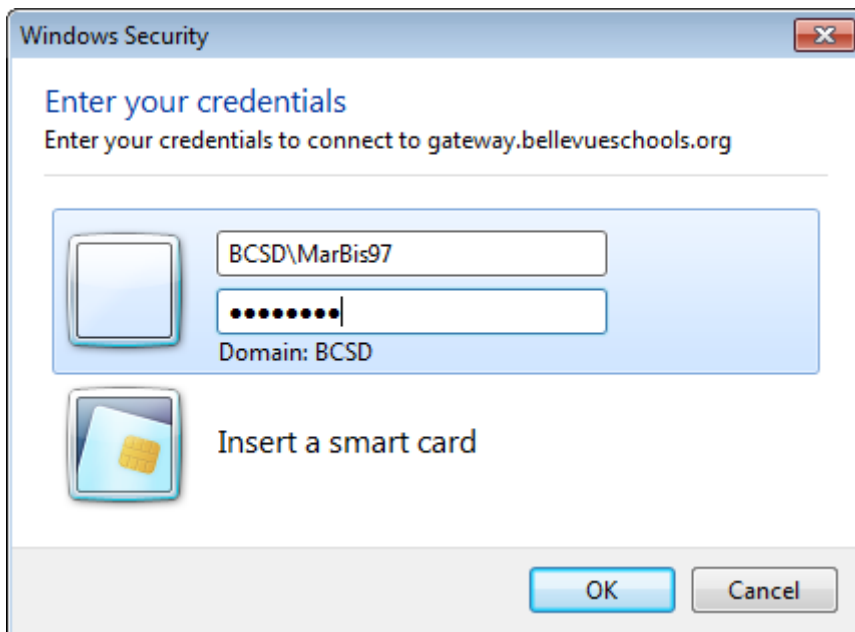 Windows Security
Enter your credentials
Enter your credentials to connect to gateway.bellevueschools.org
BCSD\MarBis97
●●●●●●●●
Domain: BCSD
Insert a smart card
OK
Cancel